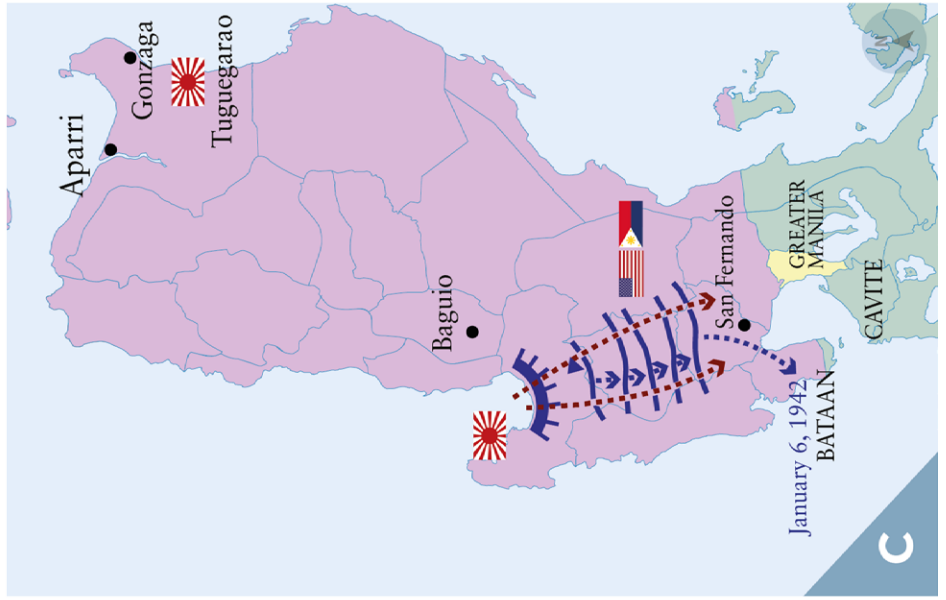 Aparri
Gonzaga
Tuguegarao
Baguio
San Fernando
GREATER
MANILA
CAVITE
January 6, 1942
BATAAN
C
N